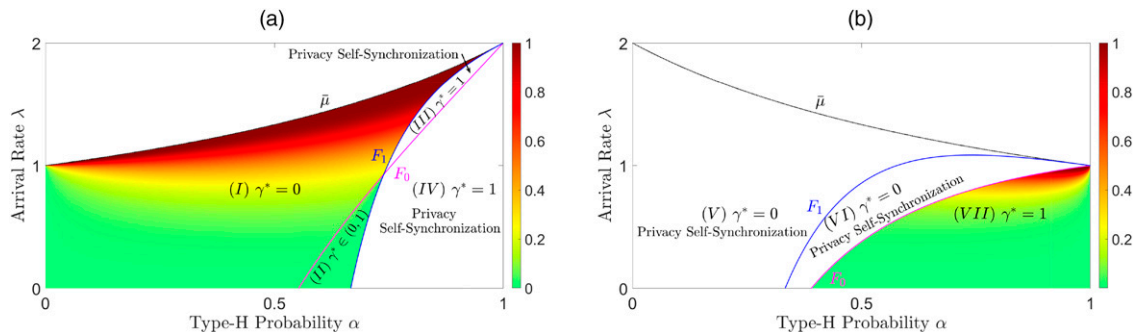 (a)
2
1
0
Arrival Rate λ
0
0.5
1
Type-H Probability α
μ̄
Privacy Self-Synchronization
(III) γ* = 1
F₁
F₀
(I) γ* = 0
(IV) γ* = 1
Privacy
Self-Synchronization
(II) γ* ∈ (0, 1)
1
0.8
0.6
0.4
0.2
0
(b)
2
1
0
Arrival Rate λ
0
0.5
1
Type-H Probability α
μ̄
F₁
(V) γ* = 0
Privacy Self-Synchronization
(VI) γ* = 0
Privacy Self-Synchronization
(VII) γ* = 1
F₀
1
0.8
0.6
0.4
0.2
0